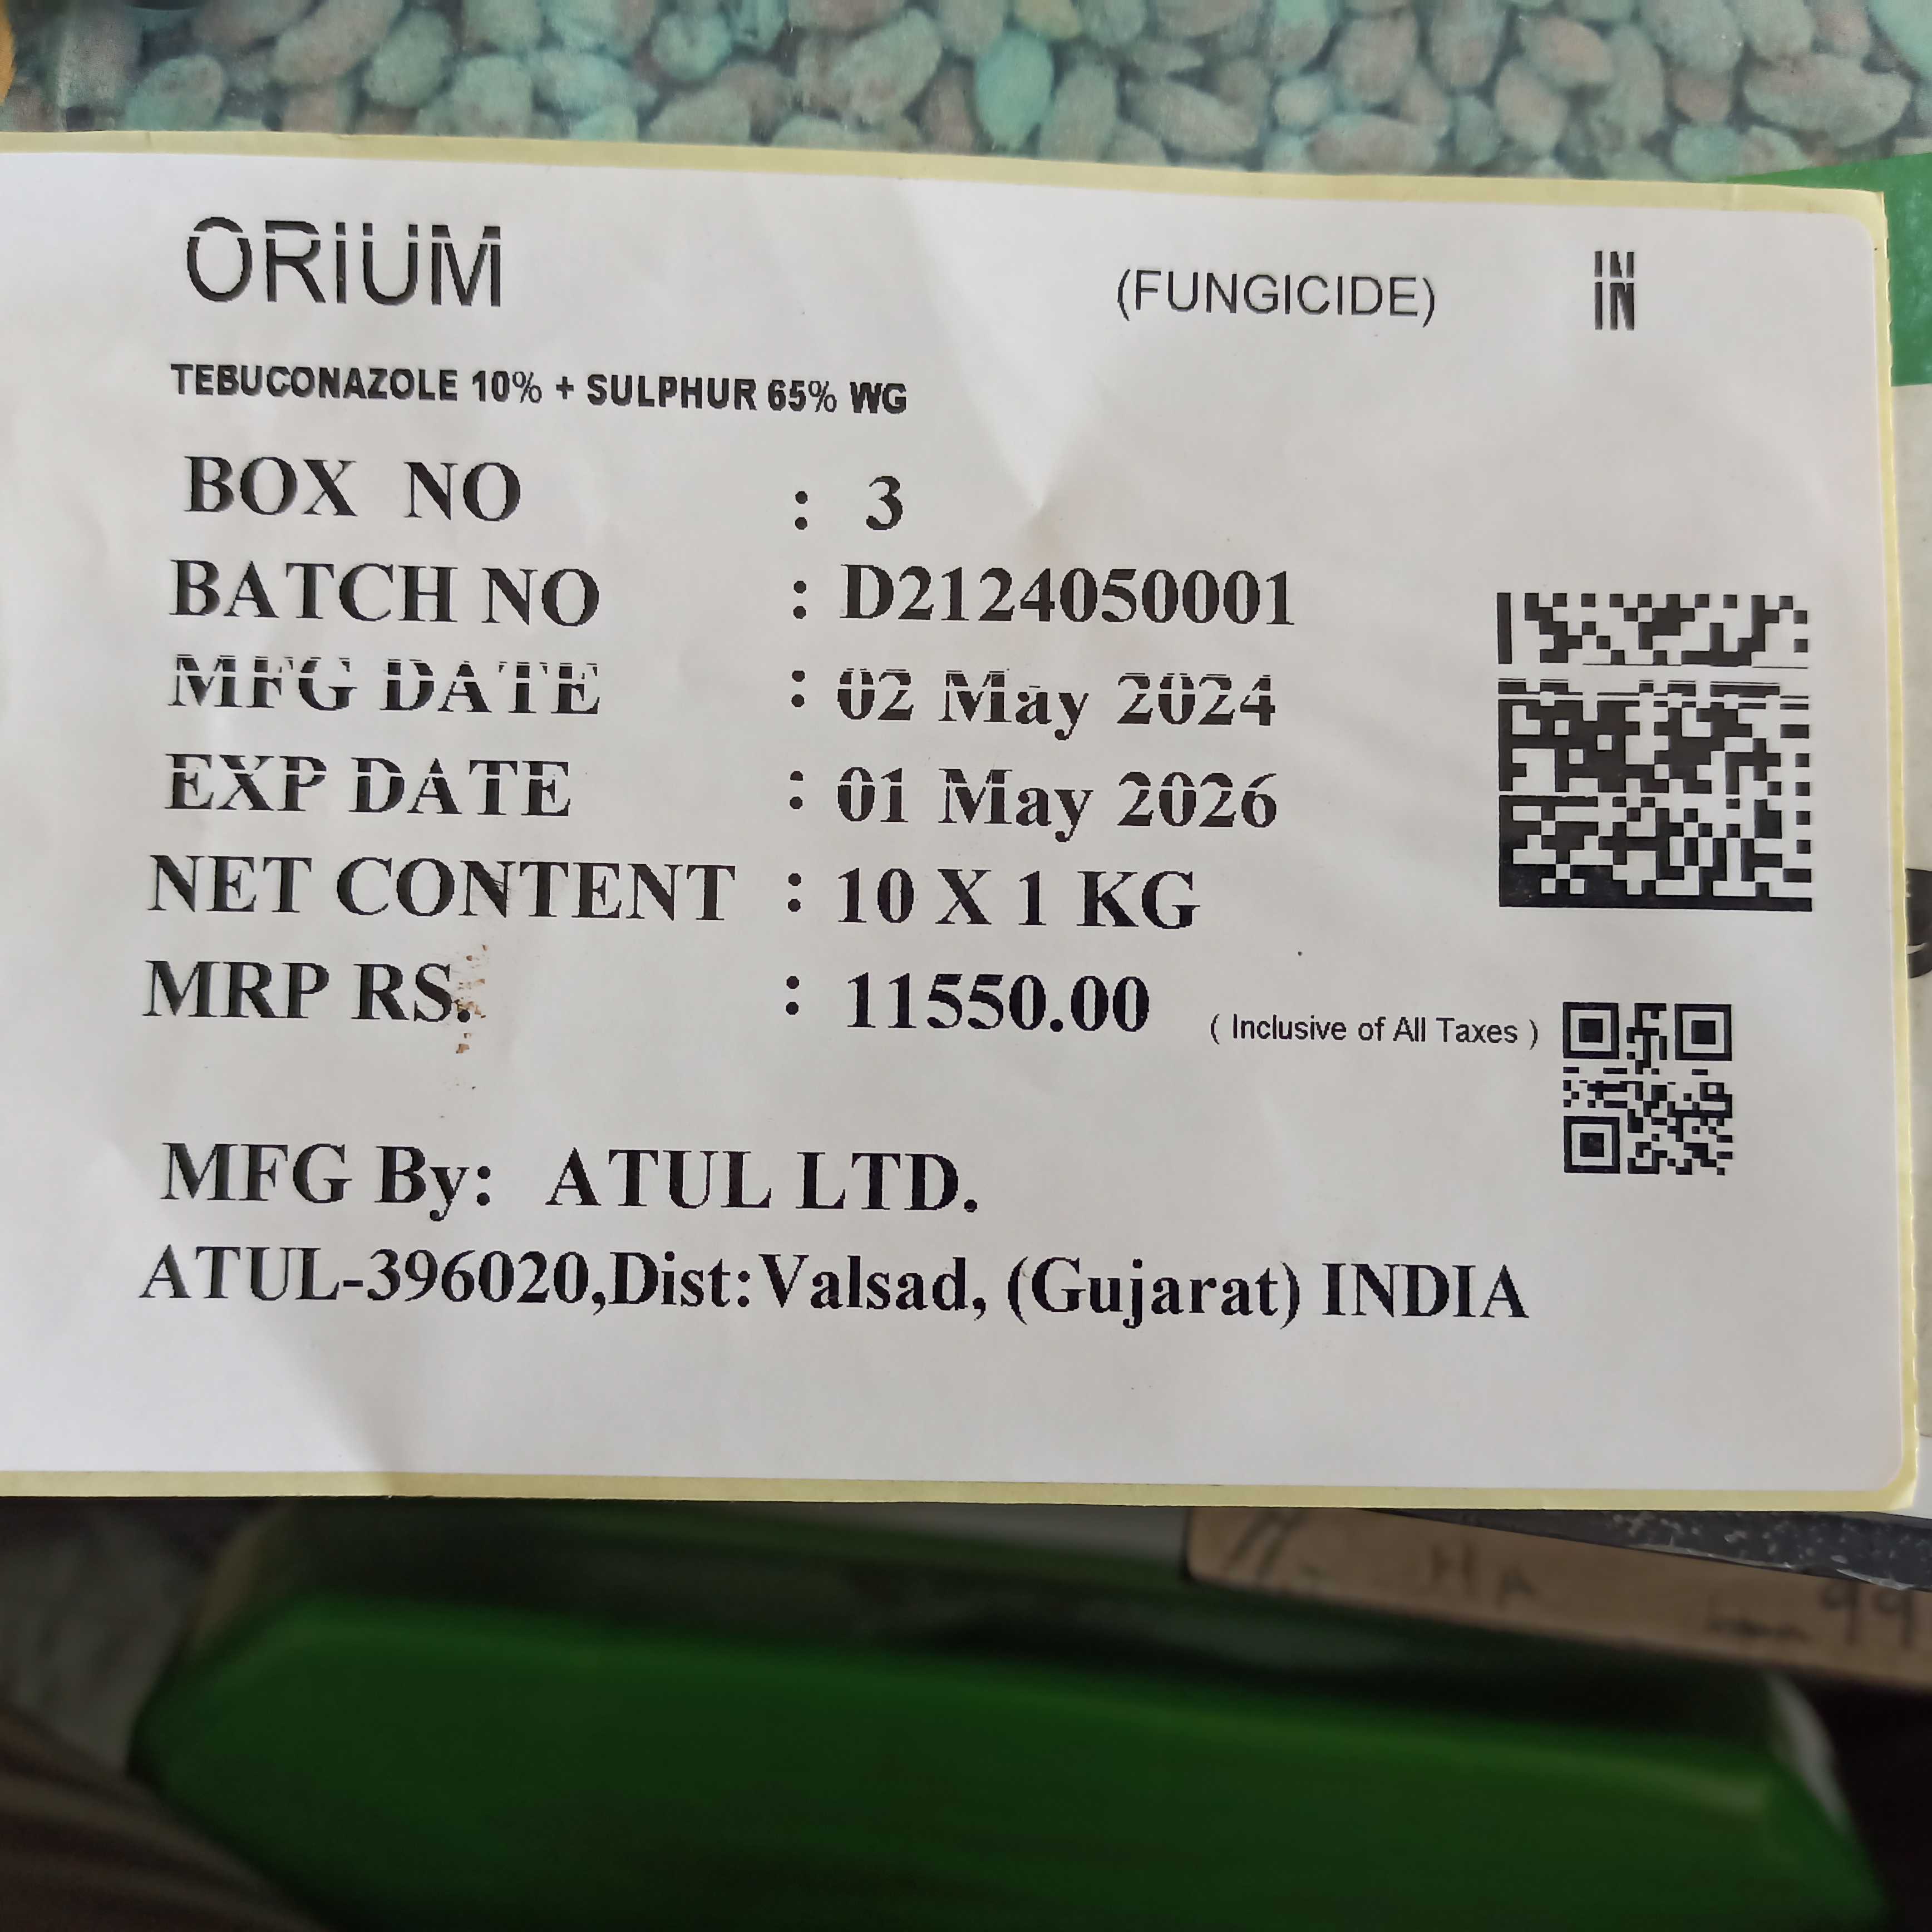 ORIUM (FUNGICIDE) IN
IN
TEBUCONAZOLE 10% + SULPHUR 65% WG
BOX NO : 3
BATCH NO : D2124050001
MFG DATE : 02 May 2024
EXP DATE : 01 May 2026
NET CONTENT : 10 X 1 KG
MRP RS. : 11550.00 ( Inclusive of All Taxes )
MFG By: ATUL LTD.
ATUL-396020,Dist:Valsad, (Gujarat) INDIA